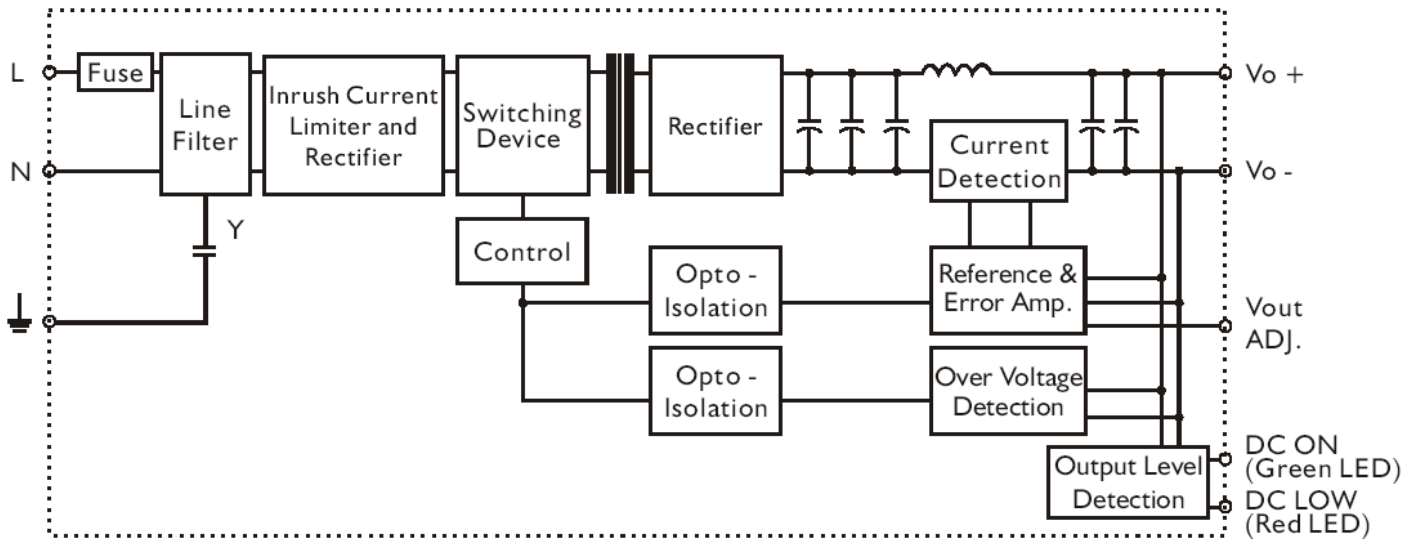 L
Fuse
Line
Filter
Inrush Current
Limiter and
Rectifier
Switching
Device
Rectifier
Vo +
N
Current
Detection
Vo -
Y
Control
Opto -
Isolation
Reference &
Error Amp.
Vout
ADJ.
Opto -
Isolation
Over Voltage
Detection
Output Level
Detection
DC ON
(Green LED)
DC LOW
(Red LED)